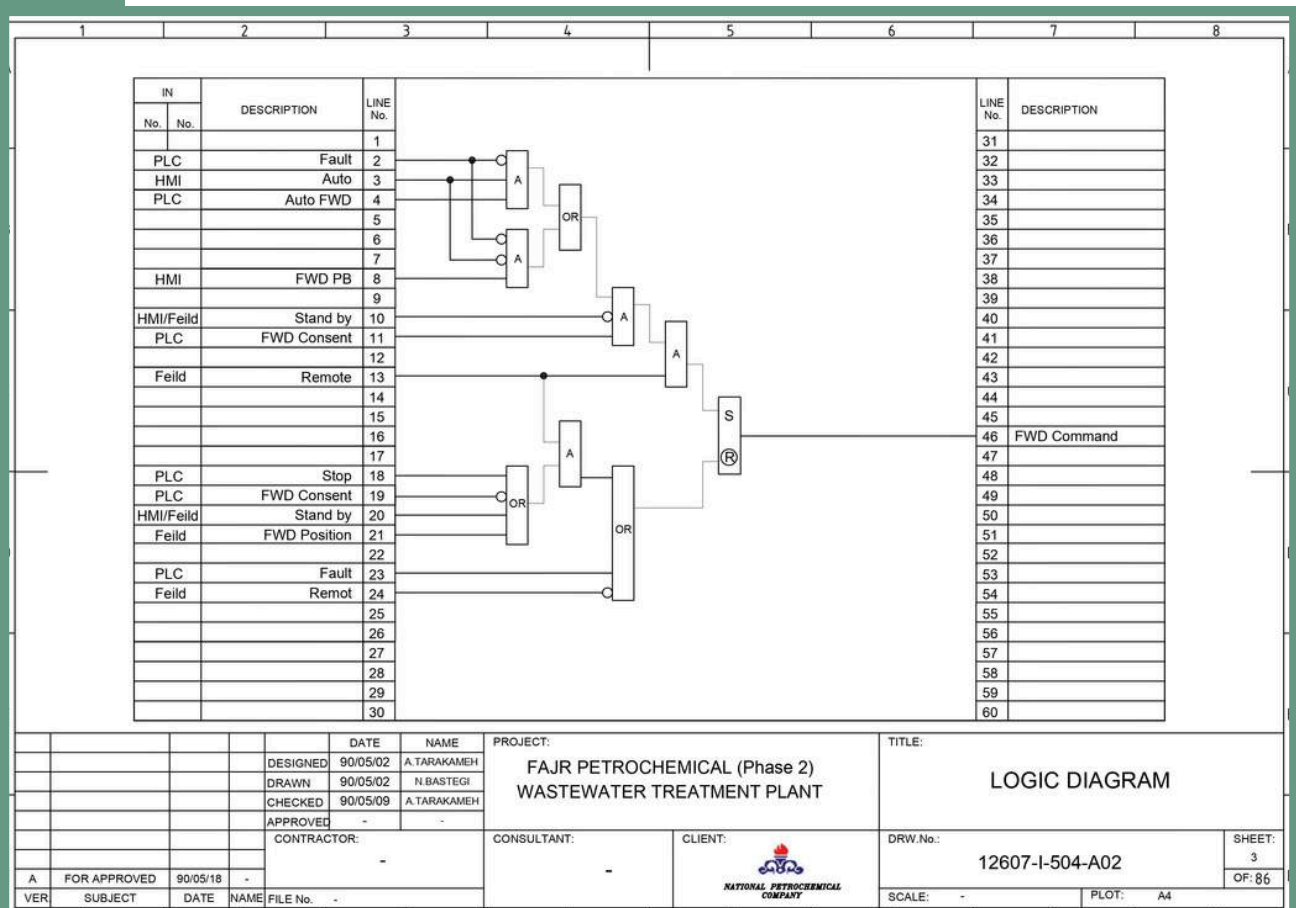 1 2 3 4 5 6 7 8
IN
No. No. DESCRIPTION LINE No.
LINE No. DESCRIPTION
1 31
PLC Fault 2 32
HMI Auto 3 A 33
PLC Auto FWD 4 34
5 OR 35
6 36
7 A 37
HMI FWD PB 8 38
9 39
HMI/Feild Stand by 10 A 40
PLC FWD Consent 11 41
12 A 42
Feild Remote 13 43
14 44
15 S 45
16 46 FWD Command
17 A R 47
PLC Stop 18 48
PLC FWD Consent 19 OR 49
HMI/Feild Stand by 20 50
Feild FWD Position 21 OR 51
22 52
PLC Fault 23 53
Feild Remot 24 54
25 55
26 56
27 57
28 58
29 59
30 60
DATE NAME
DESIGNED 90/05/02 A.TARAKAMEH
DRAWN 90/05/02 N.BASTEGI
CHECKED 90/05/09 A.TARAKAMEH
APPROVED - -
PROJECT:
FAJR PETROCHEMICAL (Phase 2)
WASTEWATER TREATMENT PLANT
TITLE:
LOGIC DIAGRAM
CONTRACTOR:
-
CONSULTANT:
-
CLIENT:
NATIONAL PETROCHEMICAL
COMPANY
DRW.No.:
12607-I-504-A02
SHEET:
3
OF: 86
A FOR APPROVED 90/05/18 -
VER. SUBJECT DATE NAME FILE No. -
SCALE: - PLOT: A4